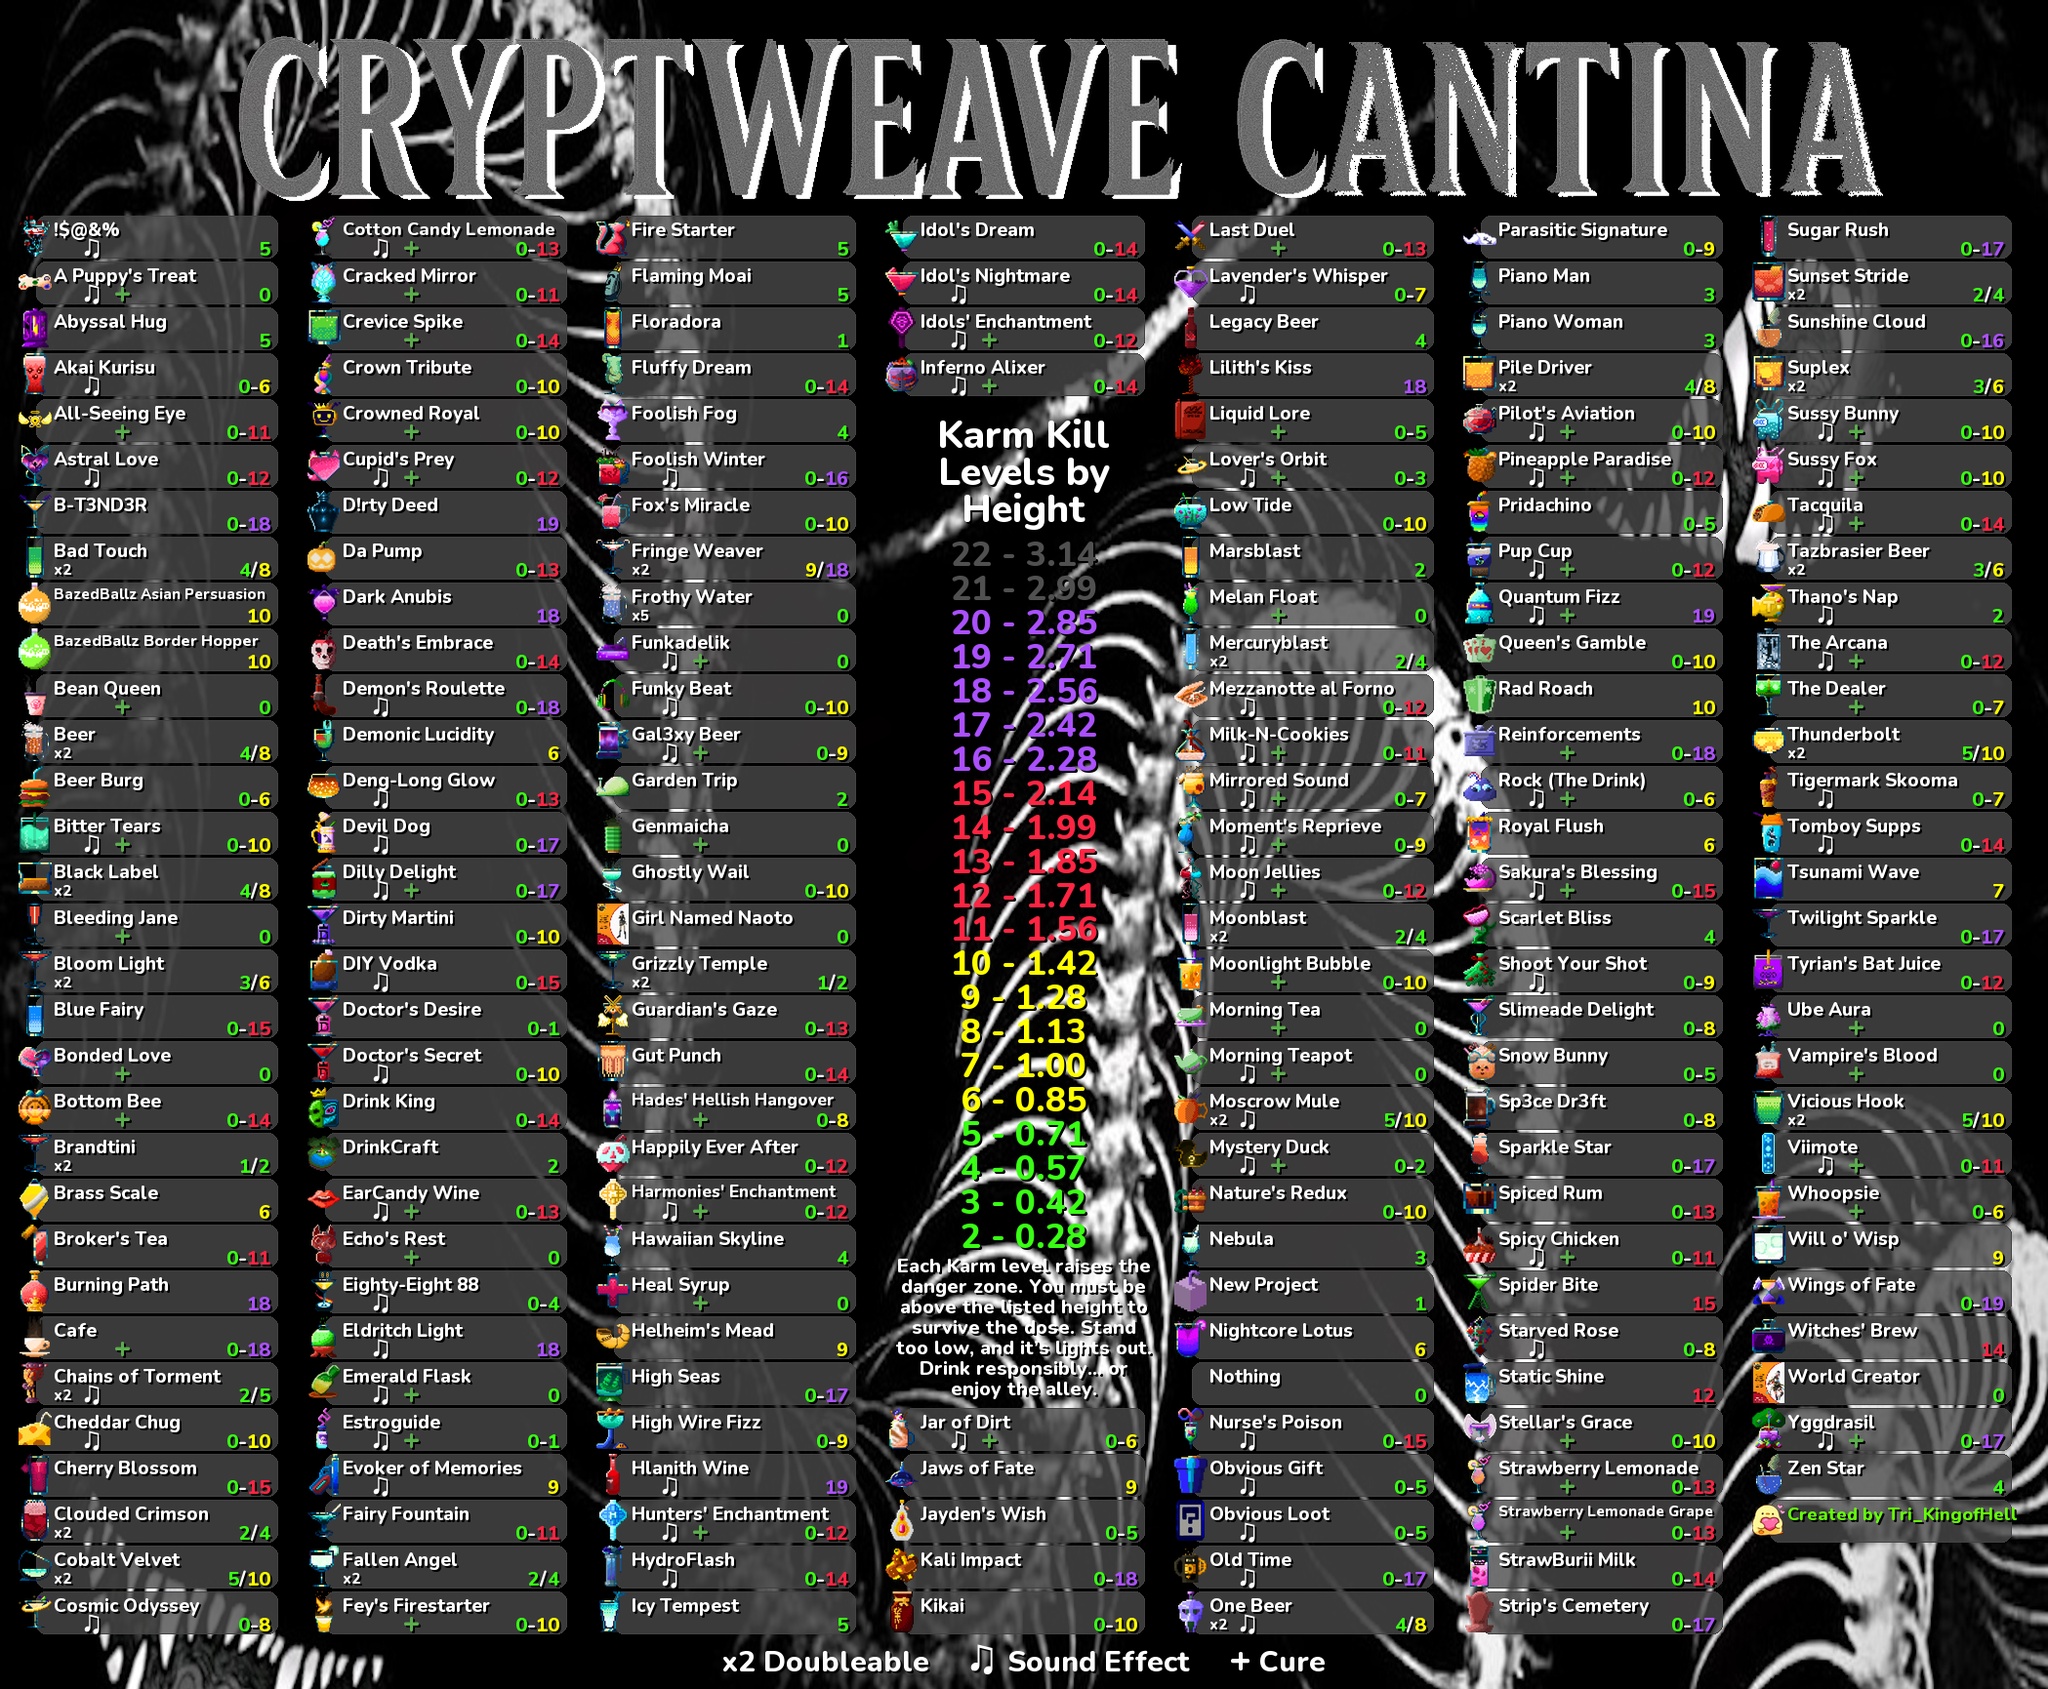 CRYPTWEAVE CANTINA
!$@&%
♫ 5
A Puppy's Treat
♫ + 0
Abyssal Hug
5
Akai Kurisu
♫ 0-6
All-Seeing Eye
+ 0-11
Astral Love
♫ 0-12
B-T3ND3R
0-18
Bad Touch
x2 4/8
BazedBallz Asian Persuasion
10
BazedBallz Border Hopper
10
Bean Queen
+ 0
Beer
x2 4/8
Beer Burg
0-6
Bitter Tears
♫ + 0-10
Black Label
x2 4/8
Bleeding Jane
+ 0
Bloom Light
x2 3/6
Blue Fairy
0-15
Bonded Love
+ 0
Bottom Bee
+ 0-14
Brandtini
x2 1/2
Brass Scale
6
Broker's Tea
0-11
Burning Path
18
Cafe
+ 0-18
Chains of Torment
x2 ♫ 2/5
Cheddar Chug
♫ 0-10
Cherry Blossom
0-15
Clouded Crimson
x2 2/4
Cobalt Velvet
x2 5/10
Cosmic Odyssey
♫ 0-8
Cotton Candy Lemonade
♫ + 0-13
Cracked Mirror
+ 0-11
Crevice Spike
+ 0-14
Crown Tribute
0-10
Crowned Royal
+ 0-10
Cupid's Prey
♫ + 0-12
D!rty Deed
19
Da Pump
0-13
Dark Anubis
18
Death's Embrace
0-14
Demon's Roulette
♫ 0-18
Demonic Lucidity
6
Deng-Long Glow
♫ 0-13
Devil Dog
♫ 0-17
Dilly Delight
♫ + 0-17
Dirty Martini
0-10
DIY Vodka
♫ 0-15
Doctor's Desire
0-1
Doctor's Secret
♫ 0-10
Drink King
0-14
DrinkCraft
2
EarCandy Wine
♫ + 0-13
Echo's Rest
+ 0
Eighty-Eight 88
♫ 0-4
Eldritch Light
♫ 18
Emerald Flask
♫ + 0
Estroguide
♫ + 0-1
Evoker of Memories
♫ 9
Fairy Fountain
0-11
Fallen Angel
x2 2/4
Fey's Firestarter
+ 0-10
Fire Starter
5
Flaming Moai
5
Floradora
1
Fluffy Dream
0-14
Foolish Fog
4
Foolish Winter
♫ 0-16
Fox's Miracle
0-10
Fringe Weaver
x2 9/18
Frothy Water
x5 0
Funkadelik
♫ + 0
Funky Beat
♫ 0-10
Gal3xy Beer
♫ + 0-9
Garden Trip
2
Genmaicha
+ 0
Ghostly Wail
0-10
Girl Named Naoto
0
Grizzly Temple
x2 1/2
Guardian's Gaze
0-13
Gut Punch
0-14
Hades' Hellish Hangover
+ 0-8
Happily Ever After
0-12
Harmonies' Enchantment
♫ + 0-12
Hawaiian Skyline
4
Heal Syrup
+ 0
Helheim's Mead
9
High Seas
0-17
High Wire Fizz
0-9
Hlanith Wine
19
Hunters' Enchantment
♫ + 0-12
HydroFlash
♫ 0-14
Icy Tempest
5
Idol's Dream
0-14
Idol's Nightmare
♫ 0-14
Idols' Enchantment
♫ + 0-12
Inferno Alixer
♫ + 0-14
Karm Kill
Levels by
Height
22 - 3.14
21 - 2.99
20 - 2.85
19 - 2.71
18 - 2.56
17 - 2.42
16 - 2.28
15 - 2.14
14 - 1.99
13 - 1.85
12 - 1.71
11 - 1.56
10 - 1.42
9 - 1.28
8 - 1.13
7 - 1.00
6 - 0.85
5 - 0.71
4 - 0.57
3 - 0.42
2 - 0.28
Each Karm level raises the
danger zone. You must be
above the listed height to
survive the dose. Stand
too low, and it's lights out.
Drink responsibly... or
enjoy the alley.
Jar of Dirt
♫ + 0-6
Jaws of Fate
9
Jayden's Wish
0-5
Kali Impact
0-18
Kikai
0-10
Last Duel
+ 0-13
Lavender's Whisper
♫ 0-7
Legacy Beer
4
Lilith's Kiss
18
Liquid Lore
+ 0-5
Lover's Orbit
♫ 0-3
Low Tide
0-10
Marsblast
2
Melan Float
+ 0
Mercuryblast
x2 2/4
Mezzanotte al Forno
♫ 0-12
Milk-N-Cookies
♫ + 0-11
Mirrored Sound
♫ + 0-7
Moment's Reprieve
♫ + 0-9
Moon Jellies
♫ + 0-12
Moonblast
x2 2/4
Moonlight Bubble
+ 0-10
Morning Tea
+ 0
Morning Teapot
♫ + 0
Moscrow Mule
x2 ♫ 5/10
Mystery Duck
♫ + 0-2
Nature's Redux
0-10
Nebula
3
New Project
1
Nightcore Lotus
6
Nothing
0
Nurse's Poison
♫ 0-15
Obvious Gift
♫ 0-5
Obvious Loot
♫ 0-5
Old Time
♫ 0-17
One Beer
x2 ♫ 4/8
Parasitic Signature
0-9
Piano Man
3
Piano Woman
3
Pile Driver
x2 4/8
Pilot's Aviation
♫ + 0-10
Pineapple Paradise
♫ + 0-12
Pridachino
0-5
Pup Cup
♫ + 0-12
Quantum Fizz
♫ + 19
Queen's Gamble
0-10
Rad Roach
10
Reinforcements
+ 0-18
Rock (The Drink)
♫ + 0-6
Royal Flush
6
Sakura's Blessing
♫ + 0-15
Scarlet Bliss
4
Shoot Your Shot
♫ 0-9
Slimeade Delight
0-8
Snow Bunny
0-5
Sp3ce Dr3ft
0-8
Sparkle Star
0-17
Spiced Rum
0-13
Spicy Chicken
♫ + 0-11
Spider Bite
15
Starved Rose
♫ 0-8
Static Shine
12
Stellar's Grace
+ 0-10
Strawberry Lemonade
+ 0-13
Strawberry Lemonade Grape
+ 0-13
StrawBurii Milk
0-14
Strip's Cemetery
0-17
Sugar Rush
0-17
Sunset Stride
x2 2/4
Sunshine Cloud
0-16
Suplex
x2 3/6
Sussy Bunny
♫ + 0-10
Sussy Fox
♫ + 0-10
Tacquila
♫ + 0-14
Tazbrasier Beer
x2 3/6
Thano's Nap
2
The Arcana
♫ + 0-12
The Dealer
+ 0-7
Thunderbolt
x2 5/10
Tigermark Skooma
♫ 0-7
Tomboy Supps
♫ 0-14
Tsunami Wave
7
Twilight Sparkle
0-17
Tyrian's Bat Juice
0-12
Ube Aura
+ 0
Vampire's Blood
+ 0
Vicious Hook
x2 5/10
Viimote
♫ + 0-11
Whoopsie
+ 0-6
Will o' Wisp
9
Wings of Fate
0-19
Witches' Brew
14
World Creator
0
Yggdrasil
♫ + 0-17
Zen Star
4
Created by Tri_KingofHell
x2 Doubleable ♫ Sound Effect + Cure